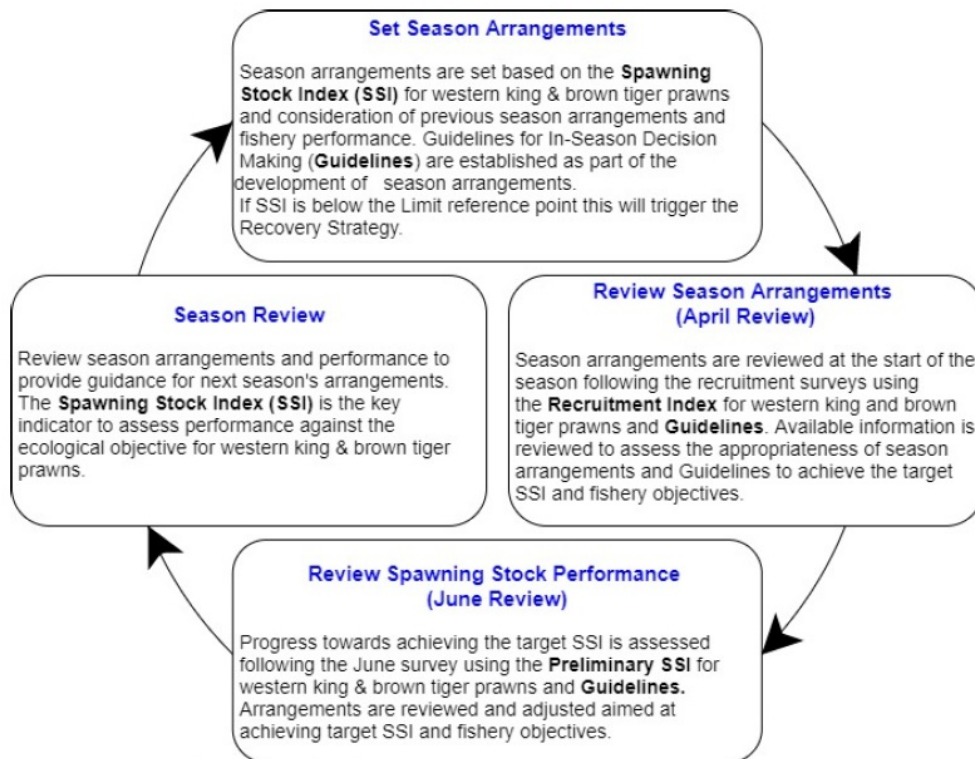 Set Season Arrangements
Season arrangements are set based on the Spawning
Stock Index (SSI) for western king & brown tiger prawns
and consideration of previous season arrangements and
fishery performance. Guidelines for In-Season Decision
Making (Guidelines) are established as part of the
development of season arrangements.
If SSI is below the Limit reference point this will trigger the
Recovery Strategy.
Review Season Arrangements
(April Review)
Season arrangements are reviewed at the start of the
season following the recruitment surveys using
the Recruitment Index for western king and brown
tiger prawns and Guidelines. Available information is
reviewed to assess the appropriateness of season
arrangements and Guidelines to achieve the target
SSI and fishery objectives.
Review Spawning Stock Performance
(June Review)
Progress towards achieving the target SSI is assessed
following the June survey using the Preliminary SSI for
western king & brown tiger prawns and Guidelines.
Arrangements are reviewed and adjusted aimed at
achieving target SSI and fishery objectives.
Season Review
Review season arrangements and performance to
provide guidance for next season's arrangements.
The Spawning Stock Index (SSI) is the key
indicator to assess performance against the
ecological objective for western king & brown tiger
prawns.